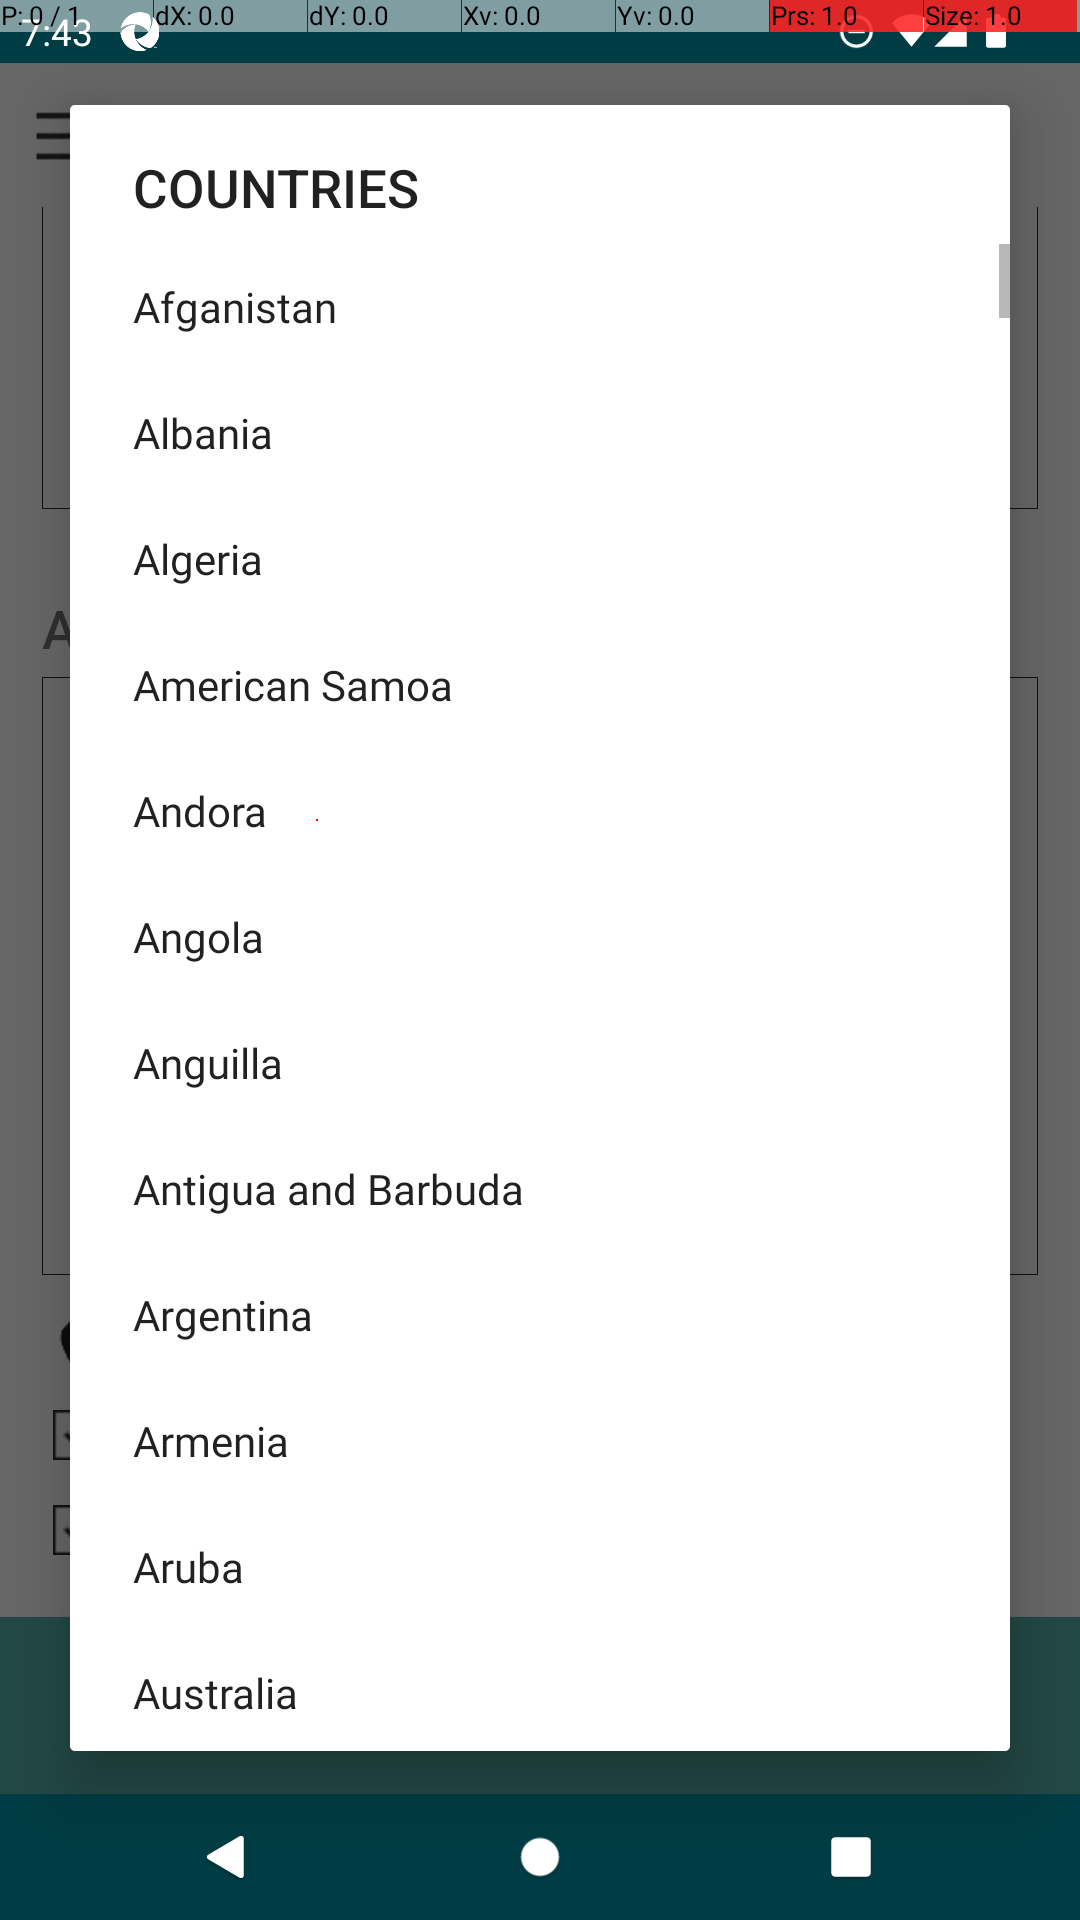 P: 0 / 1 dX: 0.0 dY: 0.0 Xv: 0.0 Yv: 0.0 Prs: 1.0 Size: 1.0
7:43
COUNTRIES
Afganistan
Albania
Algeria
A
American Samoa
Andora
Angola
Anguilla
Antigua and Barbuda
Argentina
Armenia
Aruba
Australia